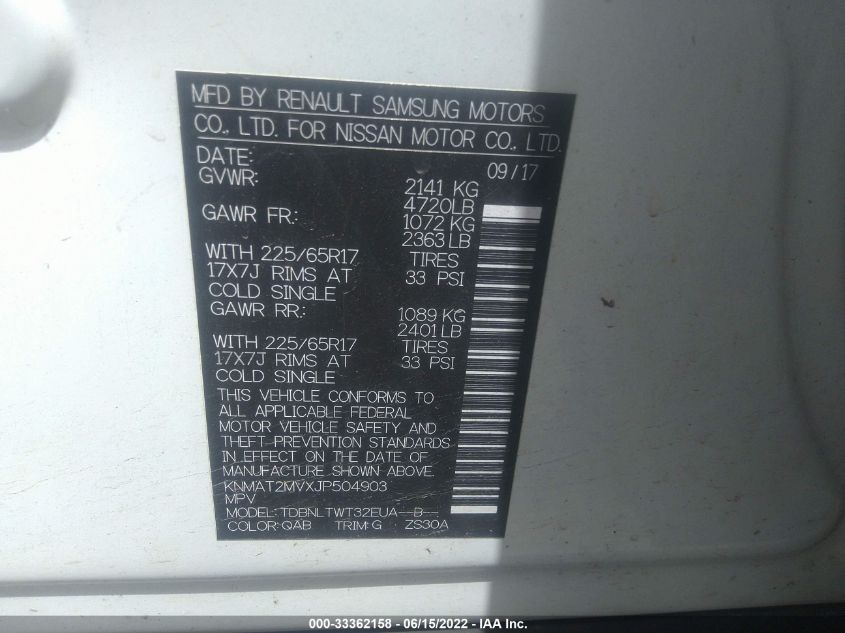 MFD BY RENAULT SAMSUNG MOTORS
CO., LTD. FOR NISSAN MOTOR CO., LTD.
DATE: 09/17
GVWR: 2141 KG
4720LB
GAWR FR.: 1072 KG
2363 LB
WITH 225/65R17 TIRES
17X7J RIMS AT 33 PSI
COLD SINGLE
GAWR RR.: 1089 KG
2401 LB
WITH 225/65R17 TIRES
17X7J RIMS AT 33 PSI
COLD SINGLE
THIS VEHICLE CONFORMS TO
ALL APPLICABLE FEDERAL
MOTOR VEHICLE SAFETY AND
THEFT PREVENTION STANDARDS
IN EFFECT ON THE DATE OF
MANUFACTURE SHOWN ABOVE.
KNMAT2MVXJP504903
MPV
MODEL: TDBNLTWT32EUA--B--
COLOR: QAB TRIM: G ZS30A
000-33362158 - 06/15/2022 - IAA Inc.